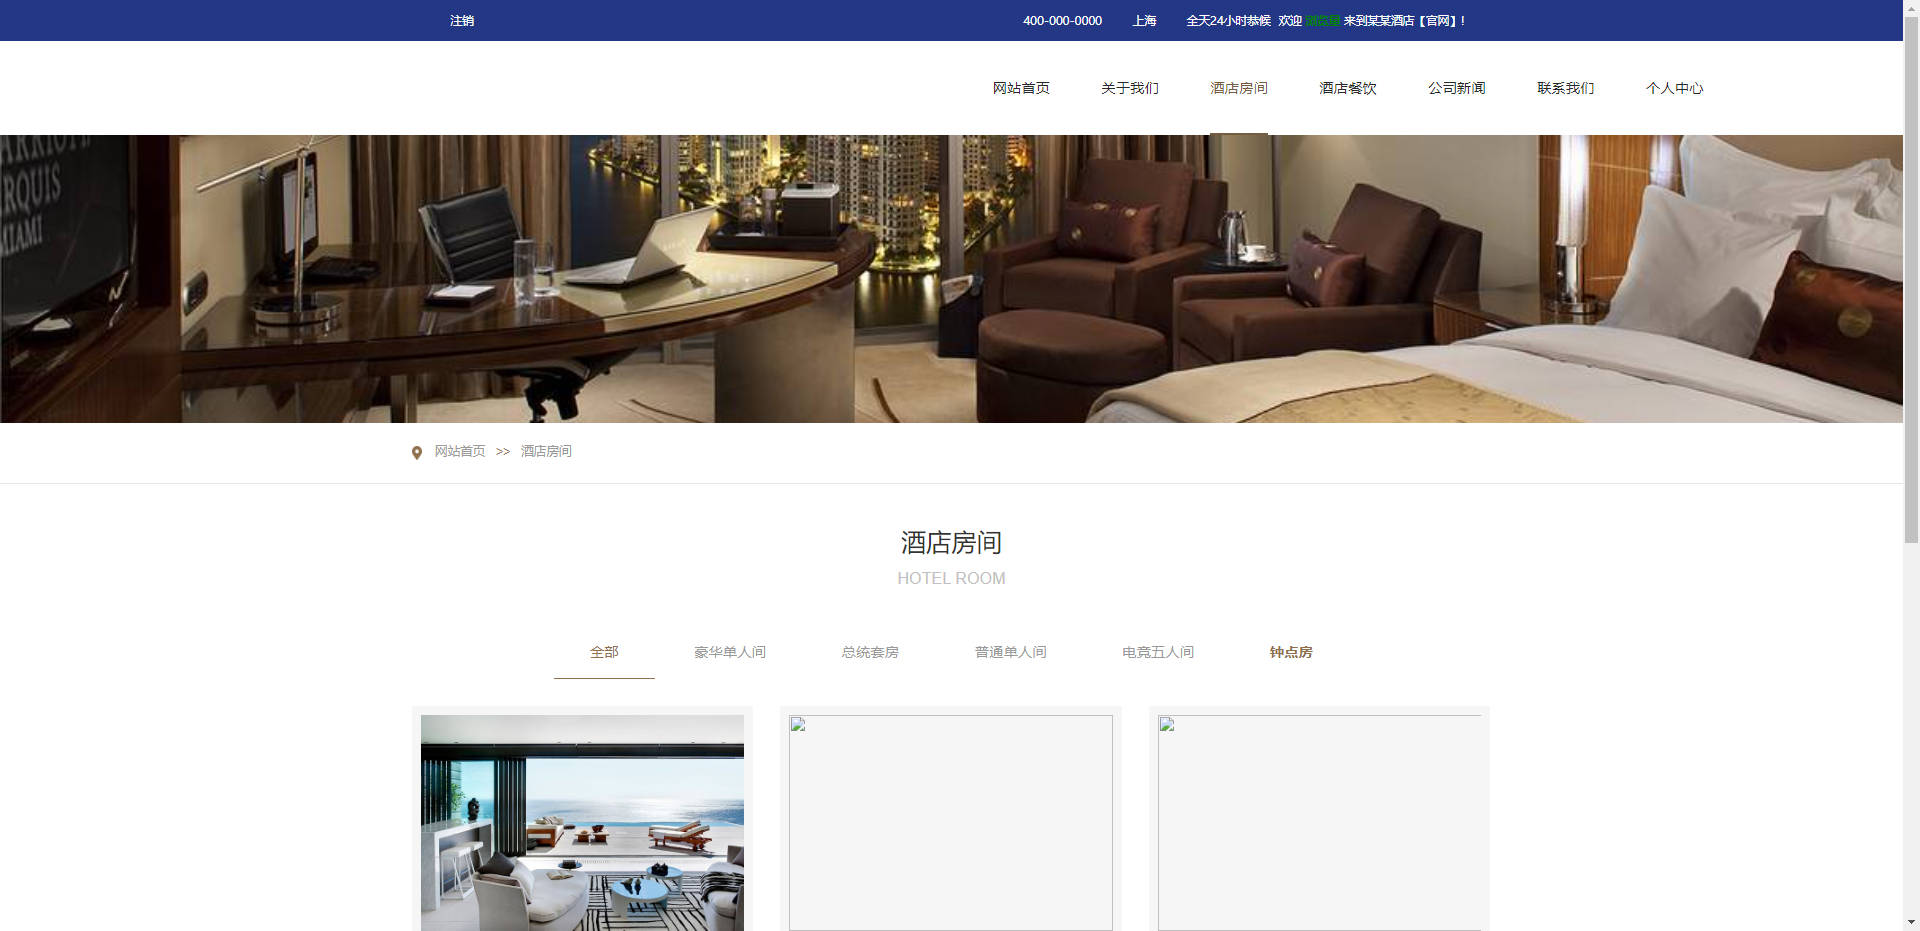 注销
400-000-0000 上海 全天24小时恭候 欢迎 来到某某酒店【官网】!
网站首页 关于我们 酒店房间 酒店餐饮 公司新闻 联系我们 个人中心
ARRIOTT
ARQUIS
MIAMI
网站首页 >> 酒店房间
酒店房间
HOTEL ROOM
全部 豪华单人间 总统套房 普通单人间 电竞五人间 钟点房